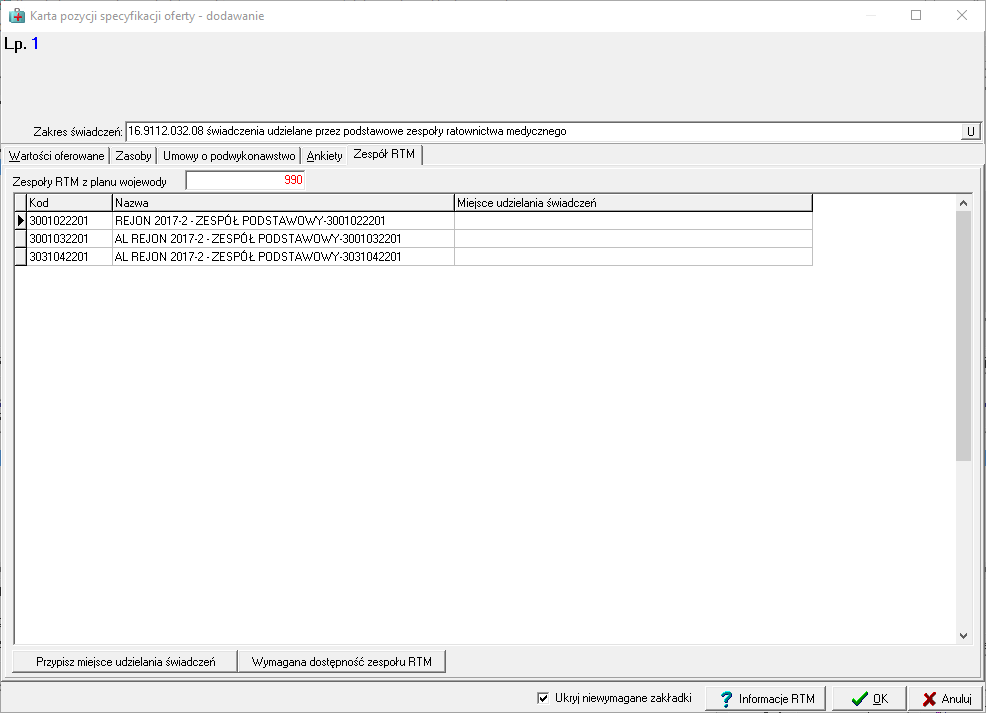 Karta pozycji specyfikacji oferty - dodawanie
Lp. 1
Zakres świadczeń: 16.9112.032.08 świadczenia udzielane przez podstawowe zespoły ratownictwa medycznego U
Wartości oferowane Zasoby Umowy o podwykonawstwo Ankiety Zespół RTM
Zespoły RTM z planu wojewody 990
Kod Nazwa Miejsce udzielania świadczeń
3001022201 REJON 2017-2 - ZESPÓŁ PODSTAWOWY-3001022201
3001032201 AL REJON 2017-2 - ZESPÓŁ PODSTAWOWY-3001032201
3031042201 AL REJON 2017-2 - ZESPÓŁ PODSTAWOWY-3031042201
Przypisz miejsce udzielania świadczeń Wymagana dostępność zespołu RTM
Ukryj niewymagane zakładki ? Informacje RTM OK Anuluj